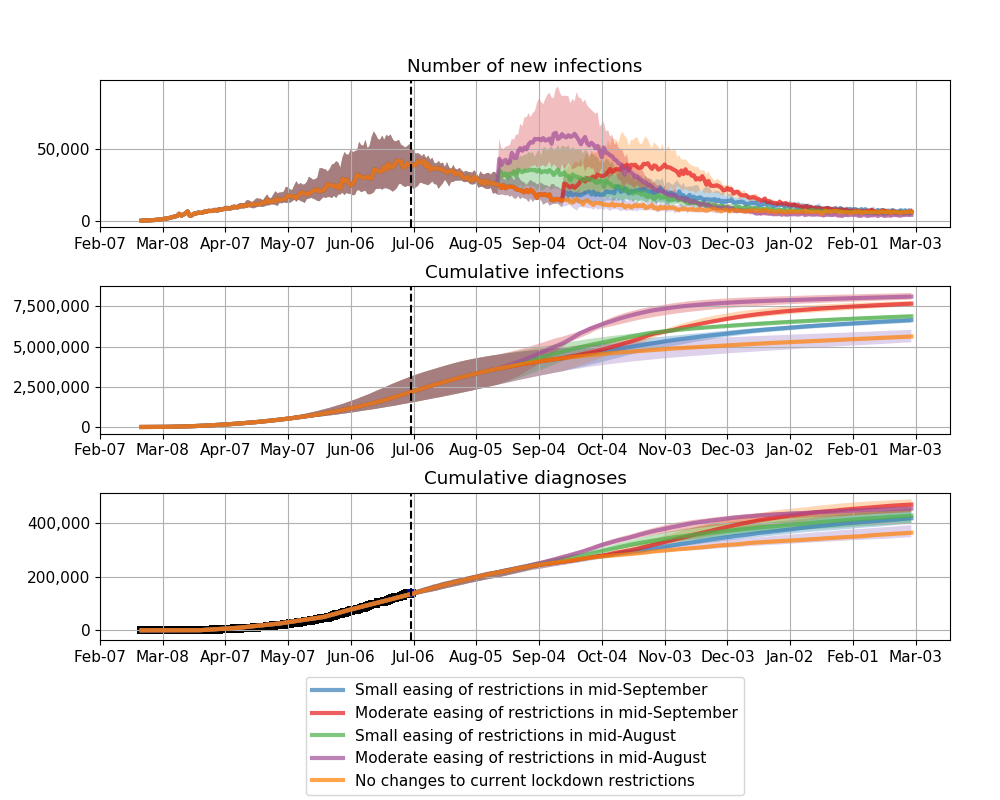 Number of new infections
50,000
0
Feb-07 Mar-08 Apr-07 May-07 Jun-06 Jul-06 Aug-05 Sep-04 Oct-04 Nov-03 Dec-03 Jan-02 Feb-01 Mar-03
Cumulative infections
7,500,000
5,000,000
2,500,000
0
Feb-07 Mar-08 Apr-07 May-07 Jun-06 Jul-06 Aug-05 Sep-04 Oct-04 Nov-03 Dec-03 Jan-02 Feb-01 Mar-03
Cumulative diagnoses
400,000
200,000
0
Feb-07 Mar-08 Apr-07 May-07 Jun-06 Jul-06 Aug-05 Sep-04 Oct-04 Nov-03 Dec-03 Jan-02 Feb-01 Mar-03
Small easing of restrictions in mid-September
Moderate easing of restrictions in mid-September
Small easing of restrictions in mid-August
Moderate easing of restrictions in mid-August
No changes to current lockdown restrictions